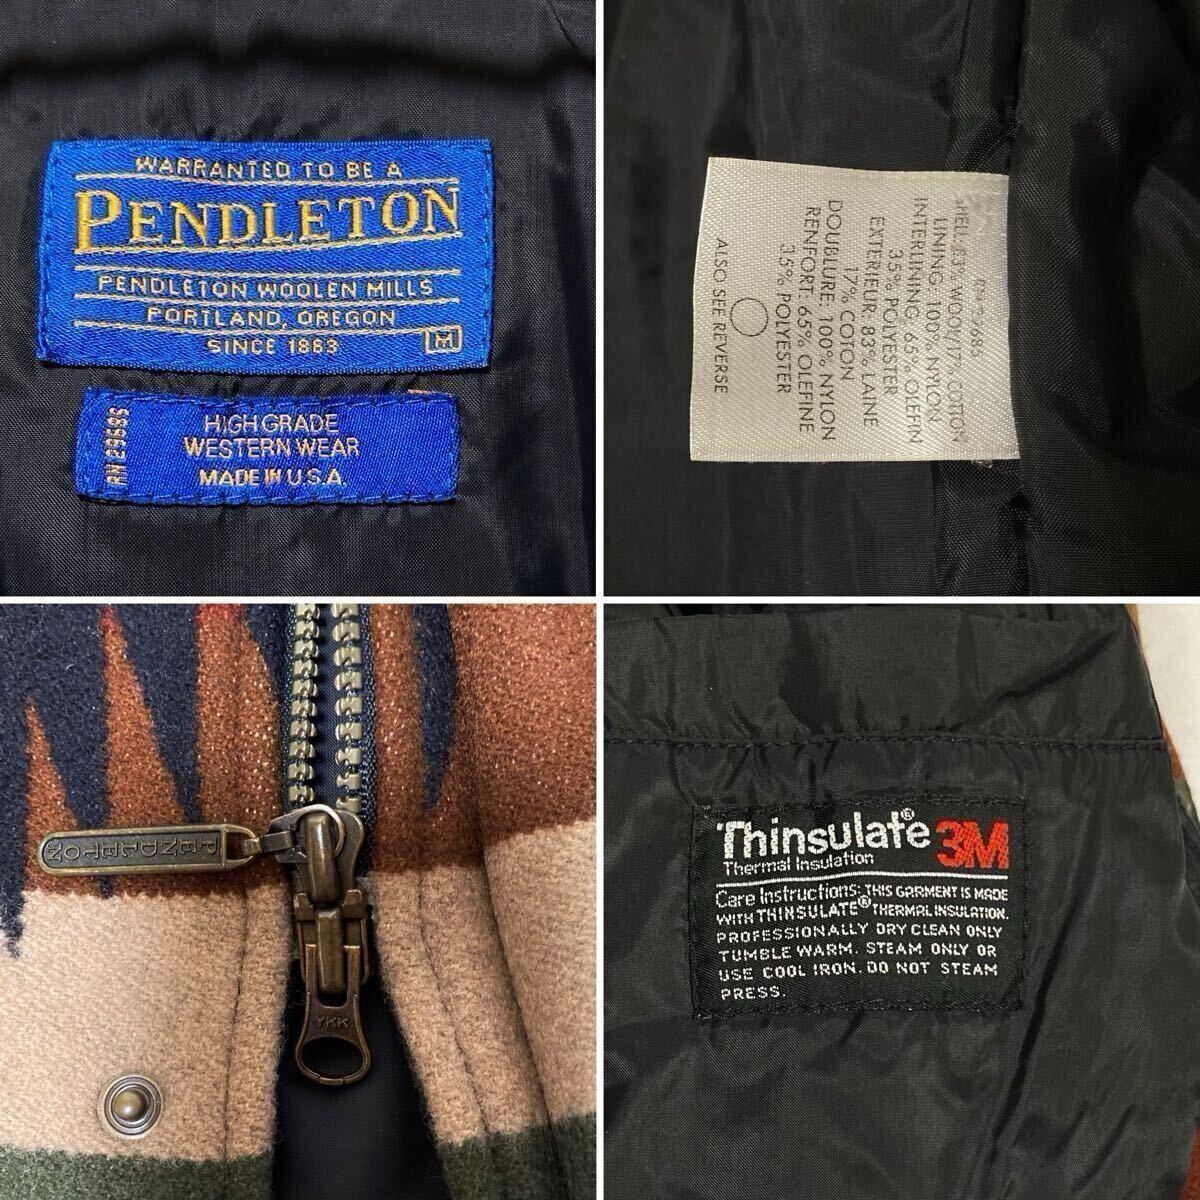 WARRANTED TO BE A
PENDLETON
PENDLETON WOOLEN MILLS
PORTLAND, OREGON
SINCE 1863
M
RN 29685
HIGH GRADE
WESTERN WEAR
MADE IN U.S.A.
SHELL: 83% WOOL/17% COTTON
LINING: 100% NYLON
INTERLINING: 65% OLEFIN
35% POLYESTER
EXTERIEUR: 83% LAINE
17% COTON
DOUBLURE: 100% NYLON
RENFORT: 65% OLEFINE
35% POLYESTER
ALSO SEE REVERSE
PENDLETON
YKK
Thinsulate® 3M
Thermal Insulation
Care Instructions: THIS GARMENT IS MADE
WITH THINSULATE® THERMAL INSULATION.
PROFESSIONALLY DRY CLEAN ONLY
TUMBLE WARM. STEAM ONLY OR
USE COOL IRON. DO NOT STEAM
PRESS.